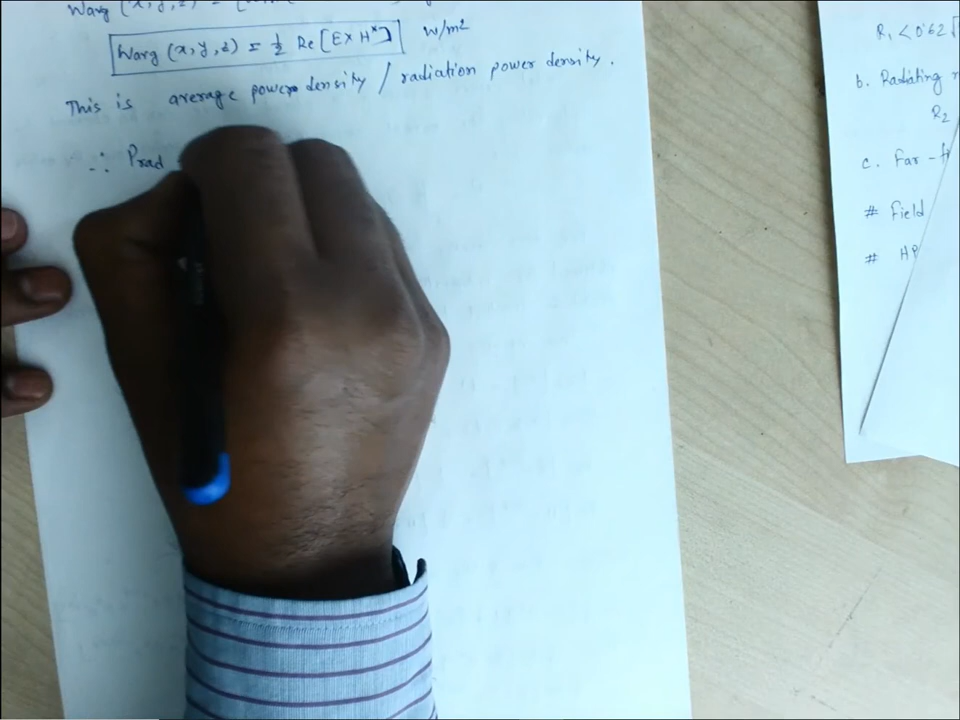 Wavg (x, y, z) =
Wavg (x, y, z) = 1/2 Re [E x H*] W/m²
This is average power density / radiation power density.
∴ Prad
R₁ < 0.62√
b. Radiating
R₂
c. Far -
# Field
# HP